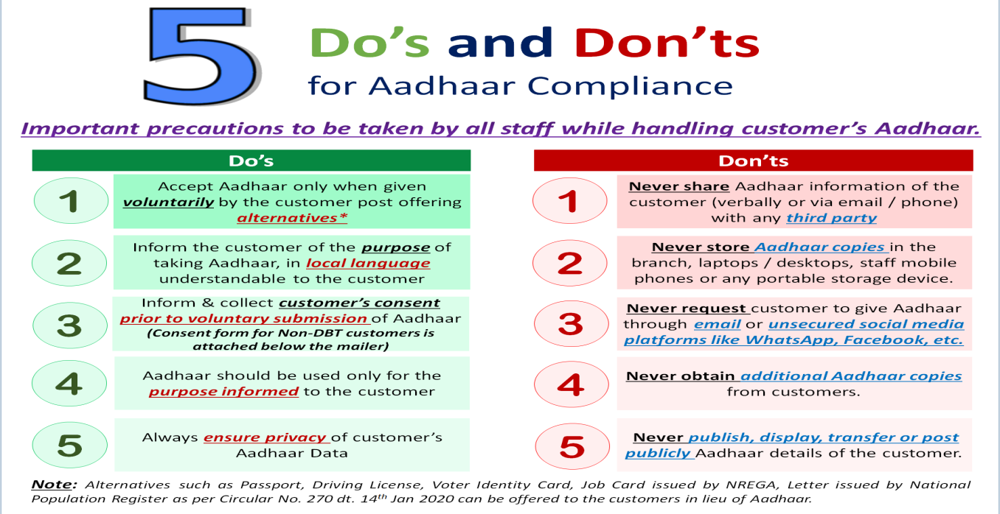 5
Do's and Don'ts
for Aadhaar Compliance
Important precautions to be taken by all staff while handling customer's Aadhaar.
Do's
1
Accept Aadhaar only when given
voluntarily by the customer post offering
alternatives*
2
Inform the customer of the purpose of
taking Aadhaar, in local language
understandable to the customer
3
Inform & collect customer's consent
prior to voluntary submission of Aadhaar
(Consent form for Non-DBT customers is
attached below the mailer)
4
Aadhaar should be used only for the
purpose informed to the customer
5
Always ensure privacy of customer's
Aadhaar Data
Don'ts
1
Never share Aadhaar information of the
customer (verbally or via email / phone)
with any third party
2
Never store Aadhaar copies in the
branch, laptops / desktops, staff mobile
phones or any portable storage device.
3
Never request customer to give Aadhaar
through email or unsecured social media
platforms like WhatsApp, Facebook, etc.
4
Never obtain additional Aadhaar copies
from customers.
5
Never publish, display, transfer or post
publicly Aadhaar details of the customer.
Note: Alternatives such as Passport, Driving License, Voter Identity Card, Job Card issued by NREGA, Letter issued by National
Population Register as per Circular No. 270 dt. 14th Jan 2020 can be offered to the customers in lieu of Aadhaar.